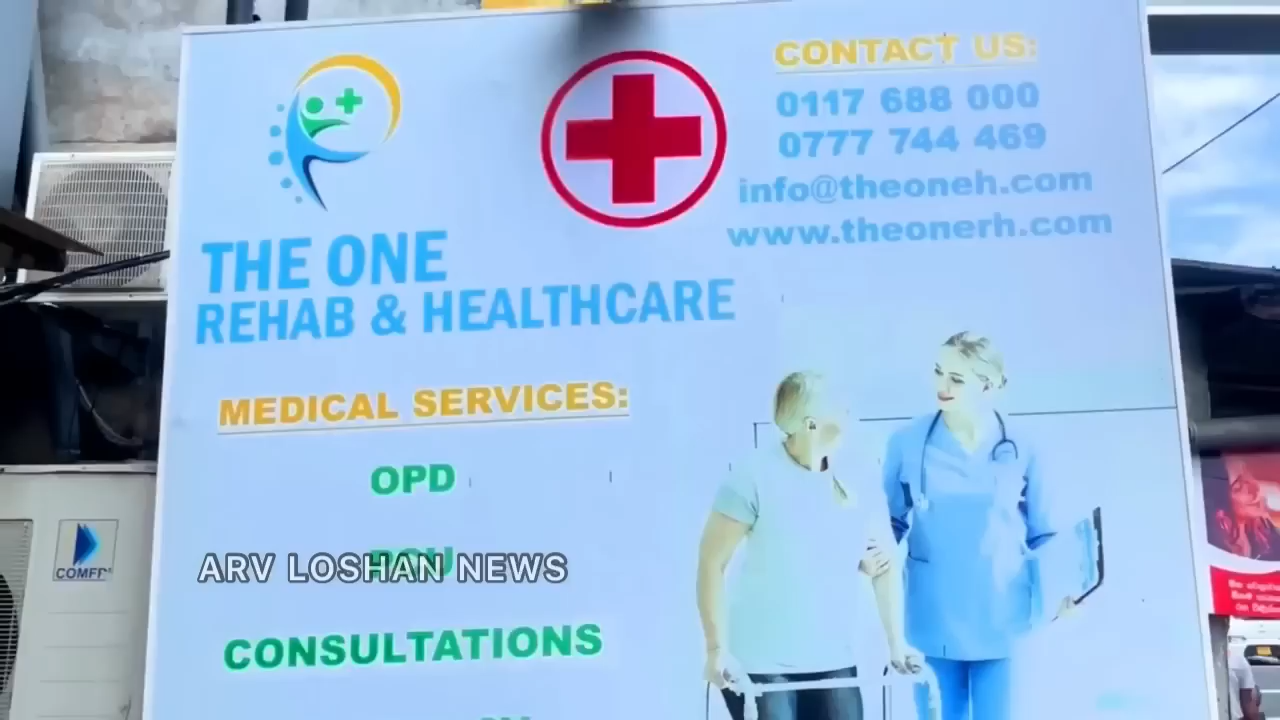 CONTACT US:
0117 688 000
0777 744 469
info@theoneh.com
www.theonerh.com
THE ONE
REHAB & HEALTHCARE
MEDICAL SERVICES:
OPD
ARV LOSHAN NEWS
CONSULTATIONS